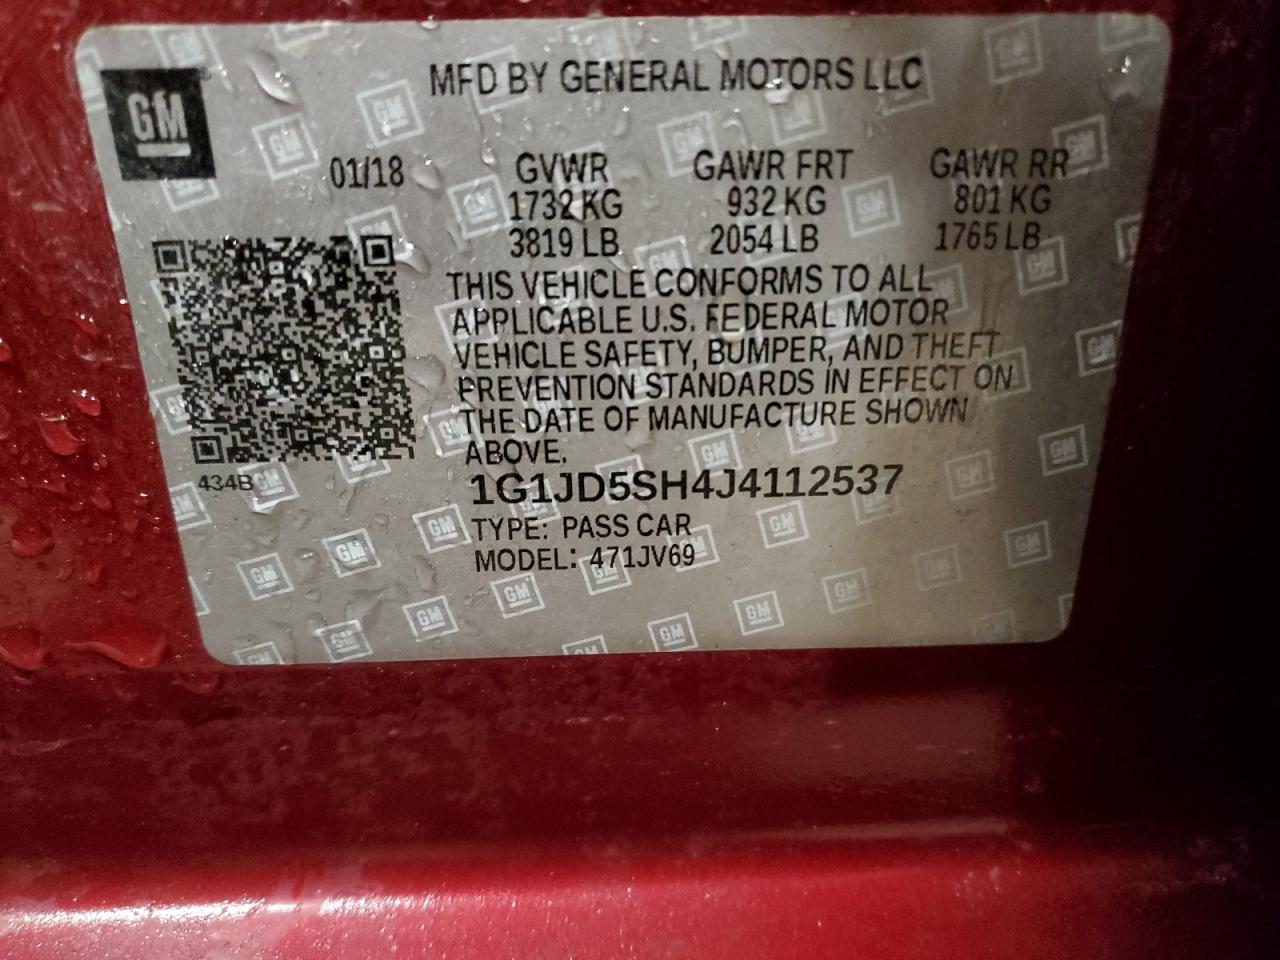 GM
MFD BY GENERAL MOTORS LLC
01/18 GVWR GAWR FRT GAWR RR
1732 KG 932 KG 801 KG
3819 LB 2054 LB 1765 LB
THIS VEHICLE CONFORMS TO ALL
APPLICABLE U.S. FEDERAL MOTOR
VEHICLE SAFETY, BUMPER, AND THEFT
PREVENTION STANDARDS IN EFFECT ON
THE DATE OF MANUFACTURE SHOWN
ABOVE.
434B
1G1JD5SH4J4112537
TYPE: PASS CAR
MODEL: 471JV69